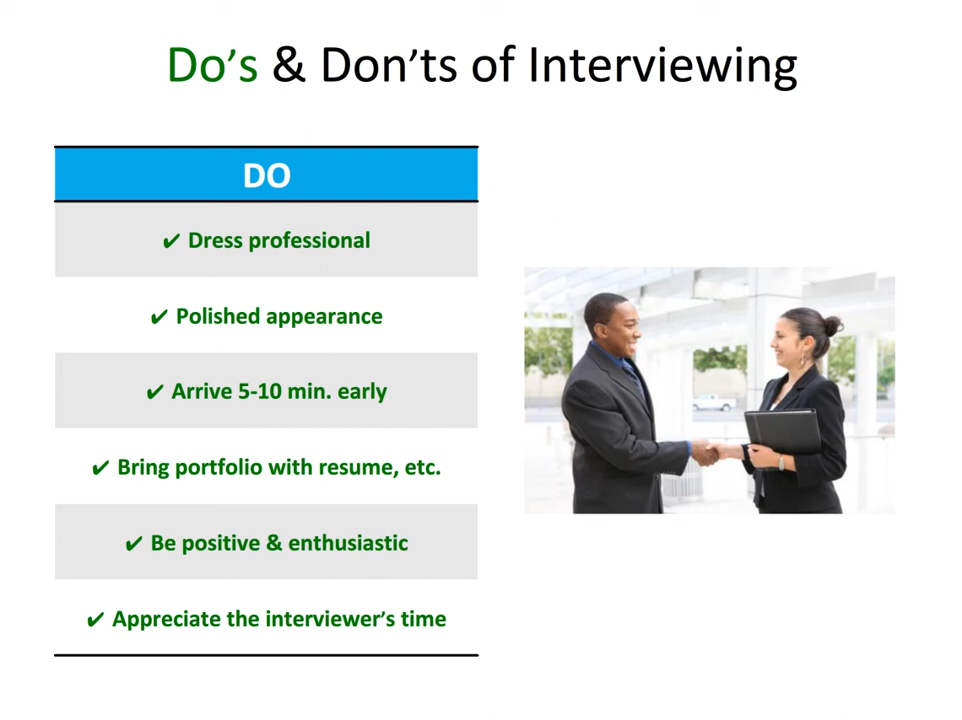 Do’s & Don’ts of Interviewing
DO
✔ Dress professional
✔ Polished appearance
✔ Arrive 5-10 min. early
✔ Bring portfolio with resume, etc.
✔ Be positive & enthusiastic
✔ Appreciate the interviewer’s time